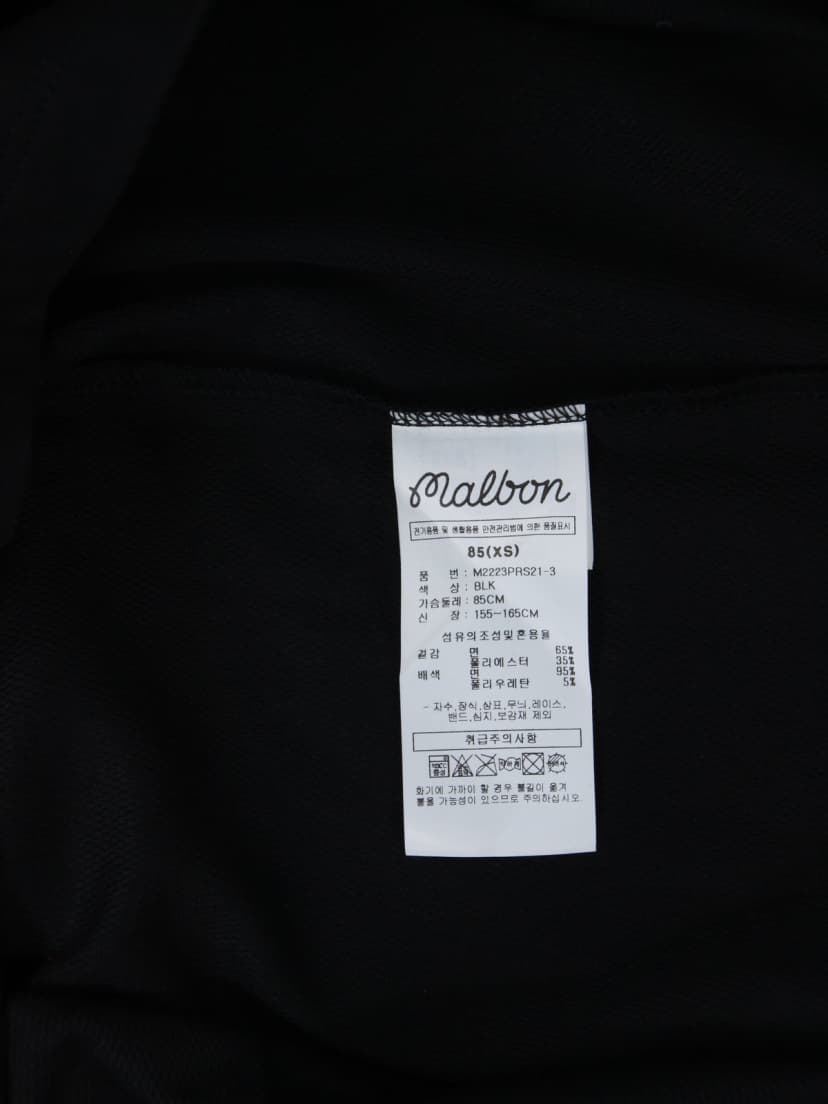 malbon
전기용품 및 생활용품 안전관리법에 의한 품질표시
85(XS)
품 번 : M2223PRS21-3
색 상 : BLK
가슴둘레 : 85CM
신 장 : 155~165CM
섬유의조성및혼용율
겉감 면 65%
폴리에스터 35%
배색 면 95%
폴리우레탄 5%
- 자수,장식,상표,무늬,레이스,
밴드,심지,보강재 제외
취급주의사항
화기에 가까이 할 경우 불길이 옮겨
붙을 가능성이 있으므로 주의하십시오.